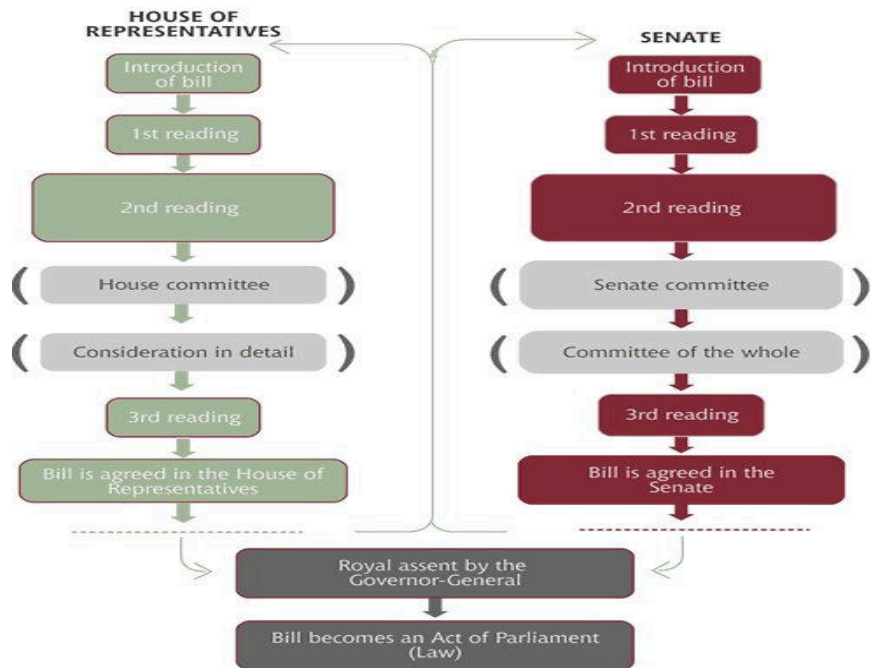 HOUSE OF
REPRESENTATIVES
Introduction
of bill
1st reading
2nd reading
( House committee )
( Consideration in detail )
3rd reading
Bill is agreed in the House of
Representatives
SENATE
Introduction
of bill
1st reading
2nd reading
( Senate committee )
( Committee of the whole )
3rd reading
Bill is agreed in the
Senate
Royal assent by the
Governor-General
Bill becomes an Act of Parliament
(Law)